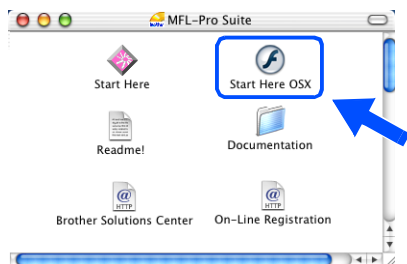 MFL-Pro Suite
Start Here
Start Here OSX
Readme!
Documentation
@
HTTP
@
HTTP
Brother Solutions Center
On-Line Registration